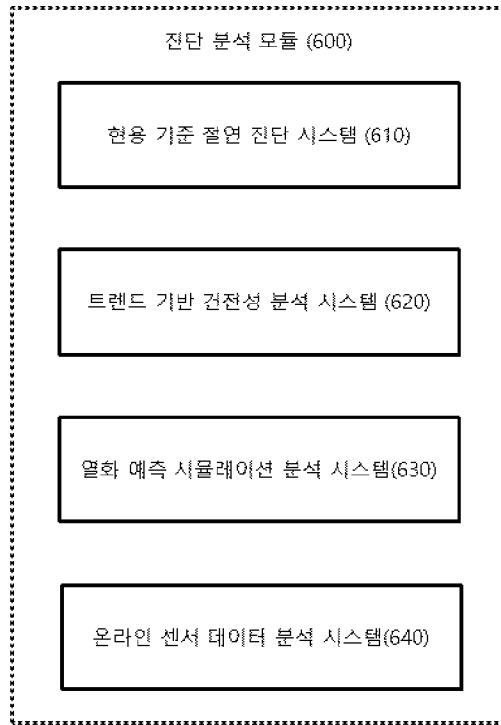 진단 분석 모듈 (600)
현용 기준 절연 진단 시스템 (610)
트렌드 기반 건전성 분석 시스템 (620)
열화 예측 시뮬레이션 분석 시스템(630)
온라인 센서 데이터 분석 시스템(640)